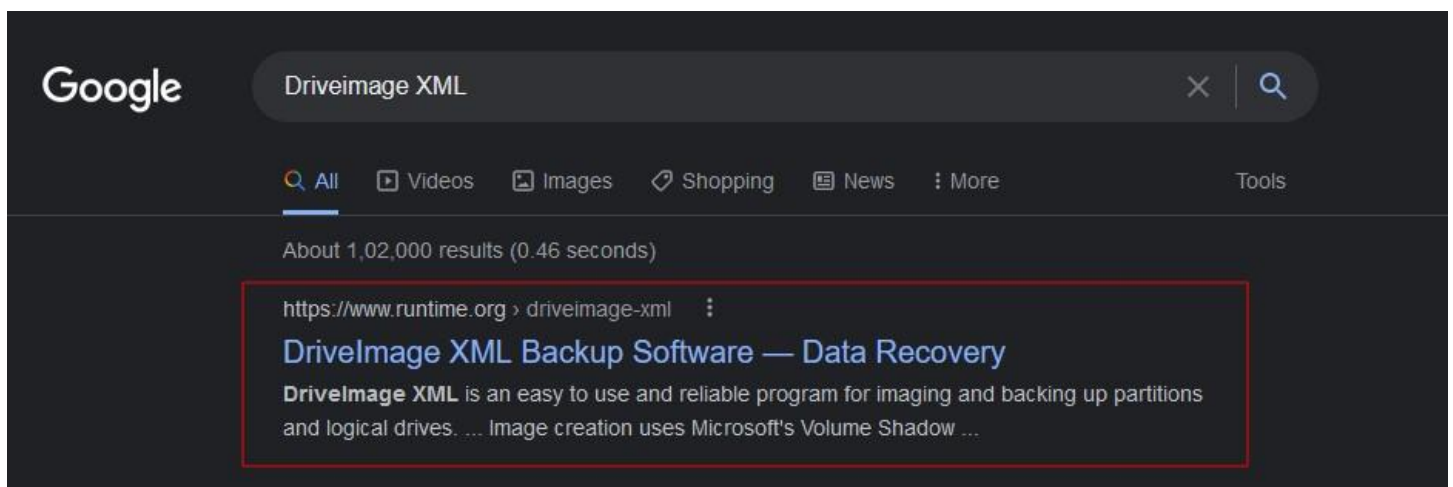 Google
Driveimage XML
All Videos Images Shopping News More Tools
About 1,02,000 results (0.46 seconds)
https://www.runtime.org › driveimage-xml
DriveImage XML Backup Software — Data Recovery
DriveImage XML is an easy to use and reliable program for imaging and backing up partitions
and logical drives. ... Image creation uses Microsoft's Volume Shadow ...